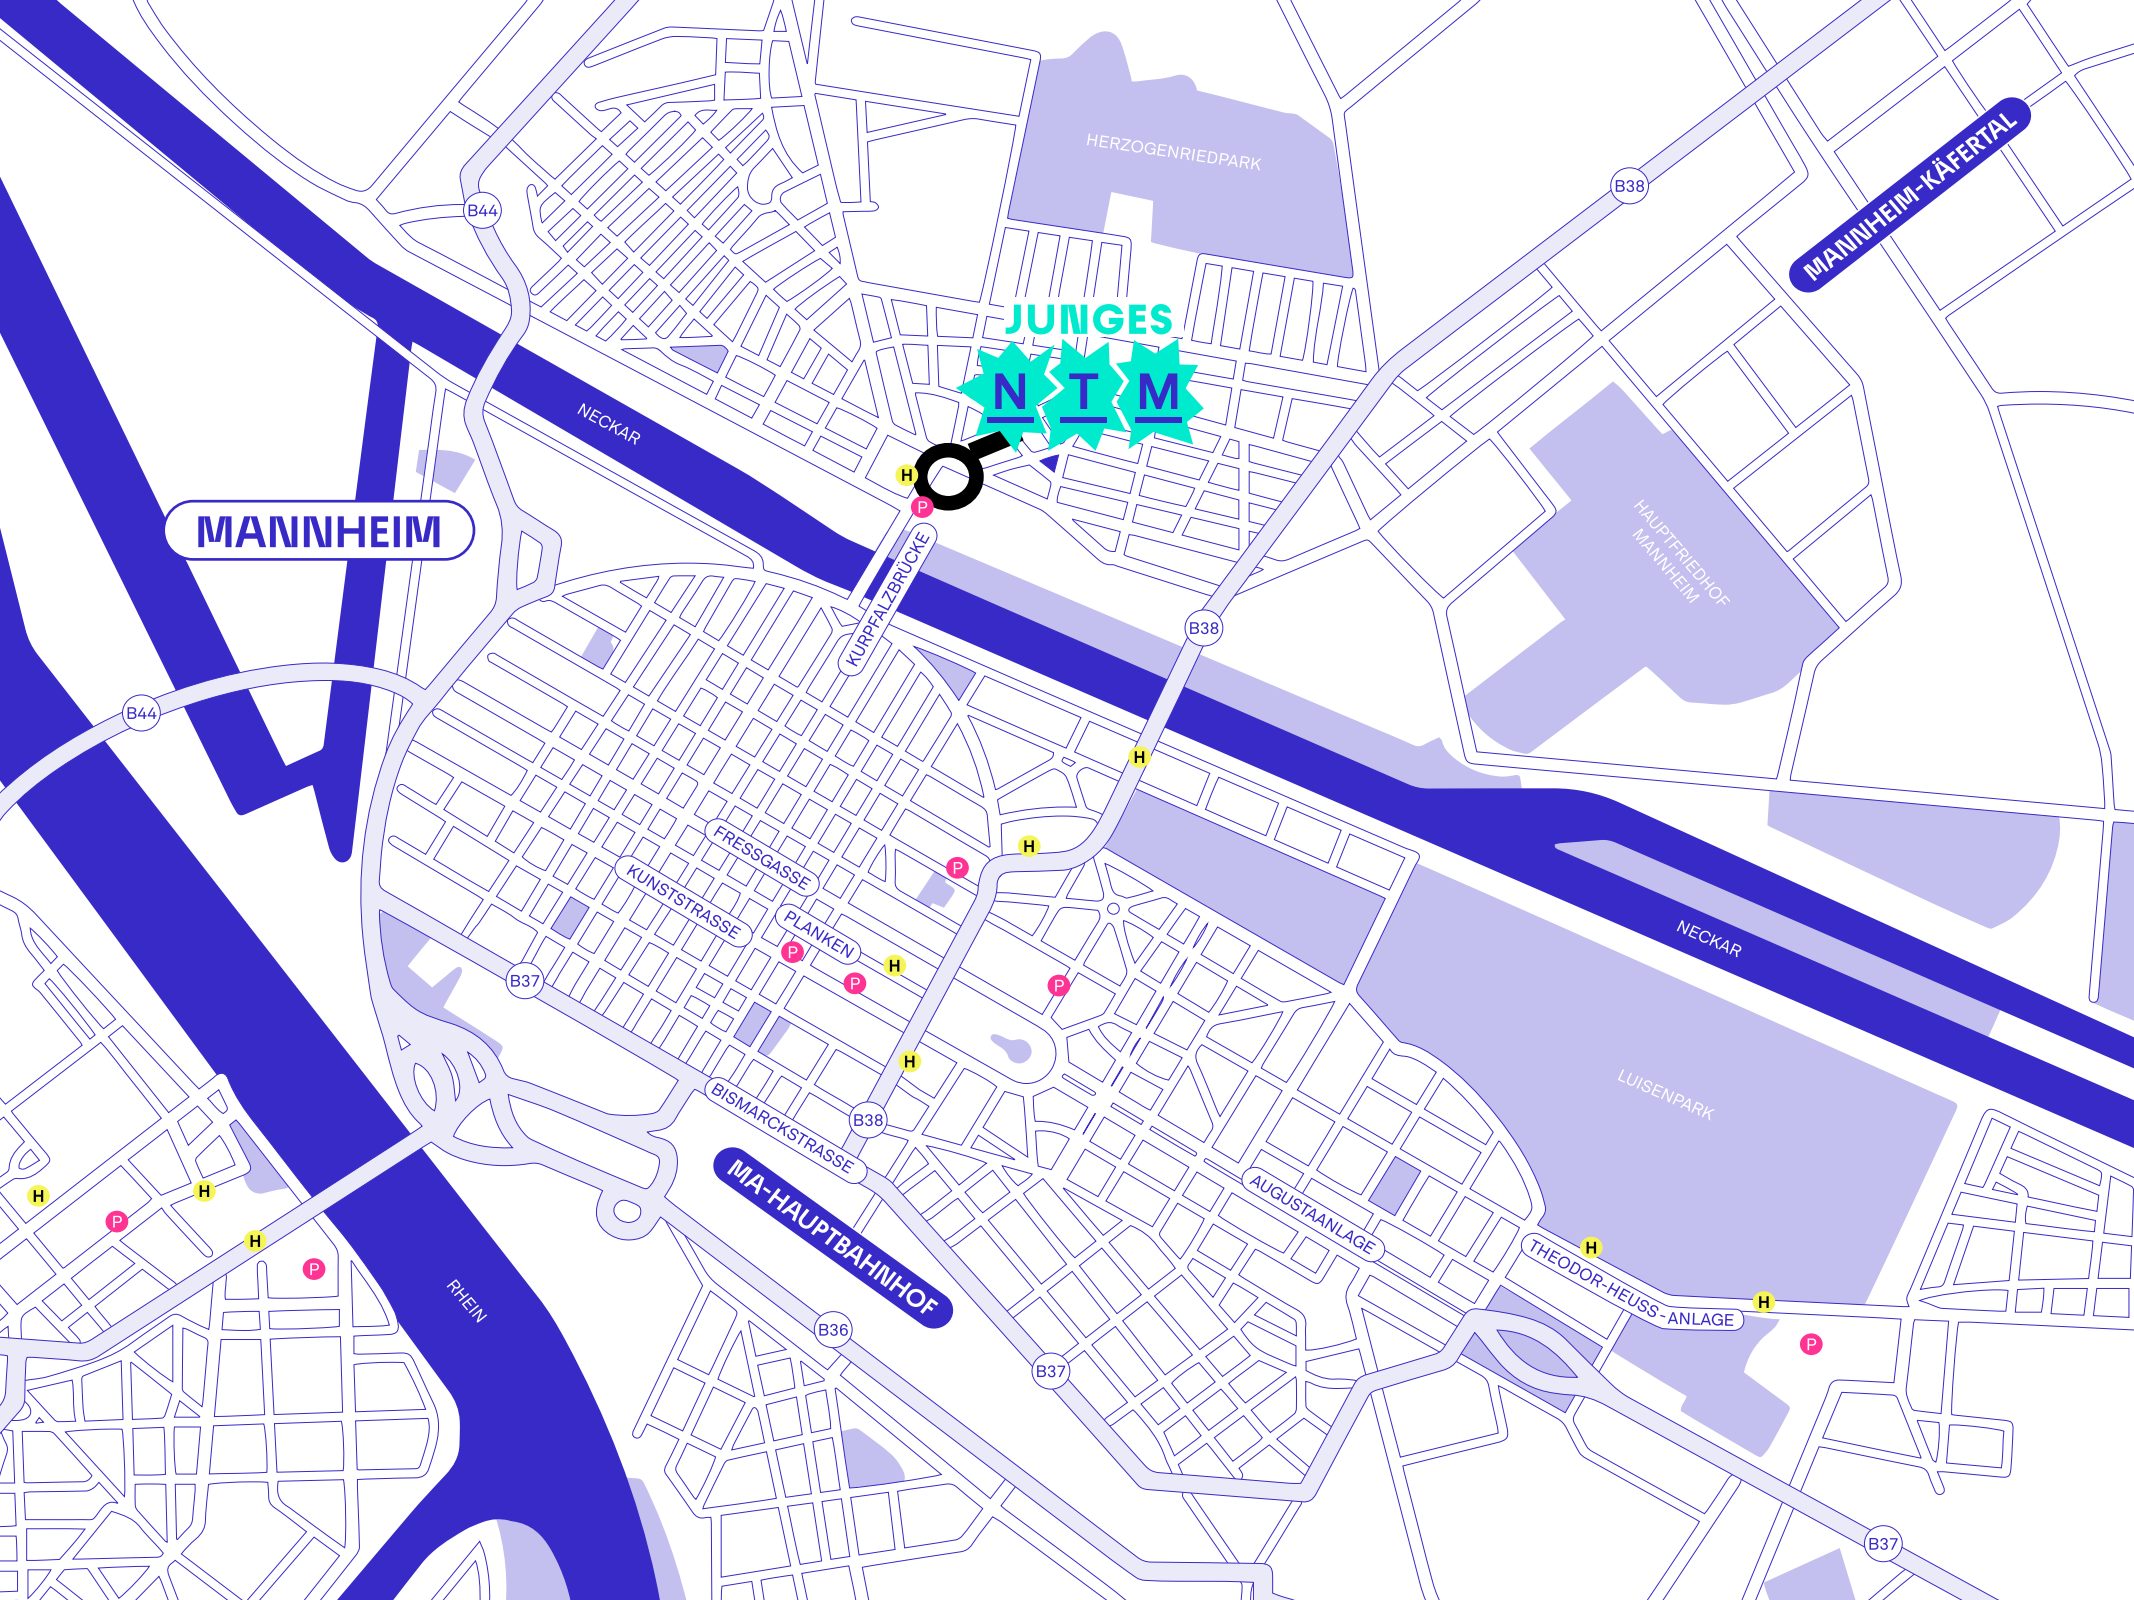 HERZOGENRIEDPARK
B38
MANNHEIM-KÄFERTAL
B44
JUNGES
N T M
NECKAR
H
P
MANNHEIM
KURPFALZBRÜCKE
HAUPTFRIEDHOF
MANNHEIM
B38
B44
H
H
FRESSGASSE
P
KUNSTSTRASSE
PLANKEN
NECKAR
P
H
P
P
B37
H
LUISENPARK
BISMARCKSTRASSE
B38
MA-HAUPTBAHNHOF
H
H
P
H
P
AUGUSTAANLAGE
H
THEODOR-HEUSS-ANLAGE
H
P
RHEIN
B36
B37
B37